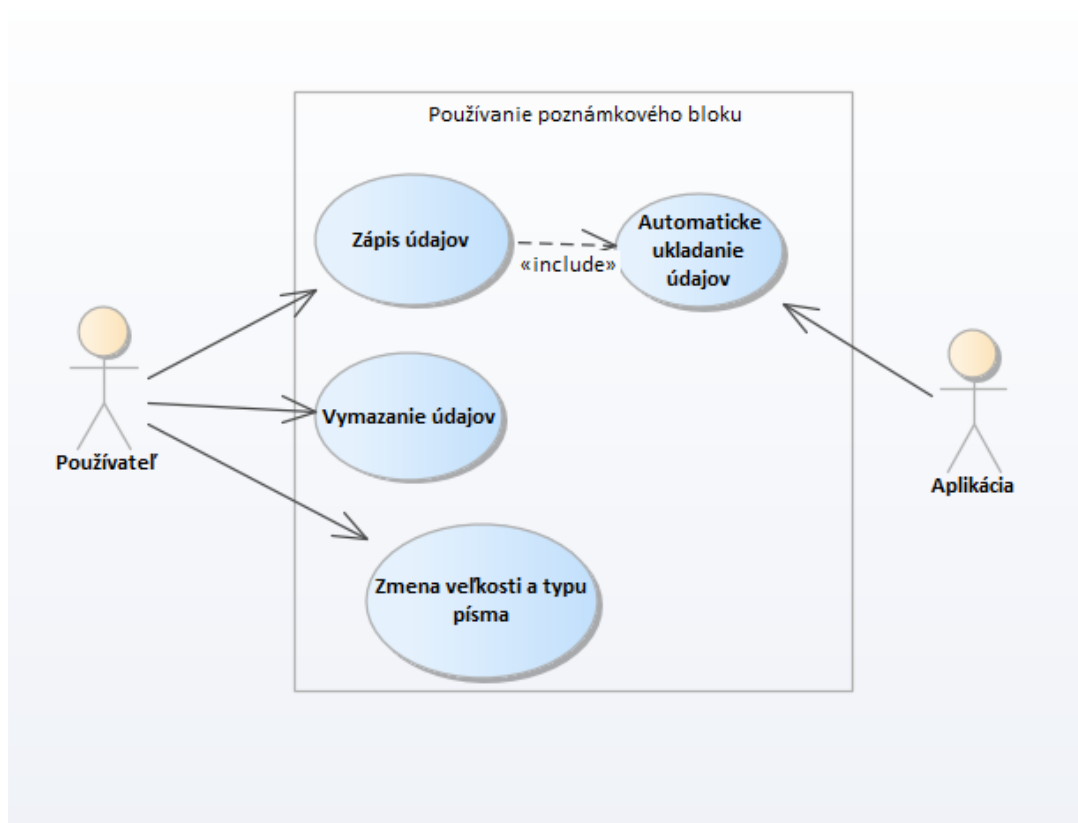 Používanie poznámkového bloku
Zápis údajov
«include»
Automaticke
ukladanie
údajov
Vymazanie údajov
Zmena veľkosti a typu
písma
Používateľ
Aplikácia